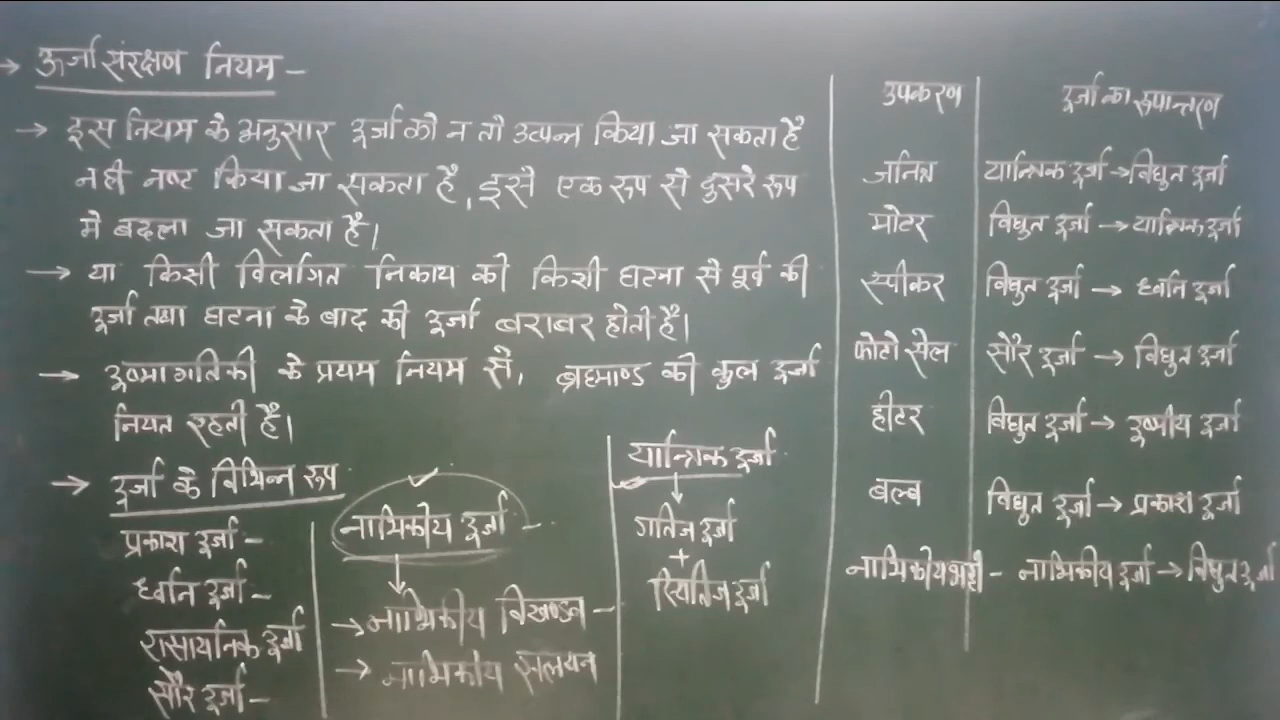 → ऊर्जा संरक्षण नियम –
→ इस नियम के अनुसार ऊर्जा को न तो उत्पन्न किया जा सकता है
नही नष्ट किया जा सकता है, इसे एक रूप से दुसरे रूप
मे बदला जा सकता है।
→ या किसी विलगित निकाय की किसी घटना से पूर्व की
ऊर्जा तथा घटना के बाद की ऊर्जा बराबर होती है।
→ ऊष्मागतिकी के प्रथम नियम से, ब्रह्माण्ड की कुल ऊर्जा
नियत रहती है।
→ ऊर्जा के विभिन्न रूप
प्रकाश ऊर्जा –
ध्वनि ऊर्जा –
रासायनिक ऊर्जा
सौर ऊर्जा –
नाभिकीय ऊर्जा –
↓
→ नाभिकीय विखण्डन –
→ नाभिकीय संलयन
यान्त्रिक ऊर्जा
↓
गतिज ऊर्जा
+
स्थितिज ऊर्जा
उपकरण ऊर्जा का रूपान्तरण
जनित्र यान्त्रिक ऊर्जा → विद्युत ऊर्जा
मोटर विद्युत ऊर्जा → यान्त्रिक ऊर्जा
स्पीकर विद्युत ऊर्जा → ध्वनि ऊर्जा
फोटो सेल सौर ऊर्जा → विद्युत ऊर्जा
हीटर विद्युत ऊर्जा → ऊष्मीय ऊर्जा
बल्ब विद्युत ऊर्जा → प्रकाश ऊर्जा
नाभिकीय भट्टी – नाभिकीय ऊर्जा → विद्युत ऊर्जा